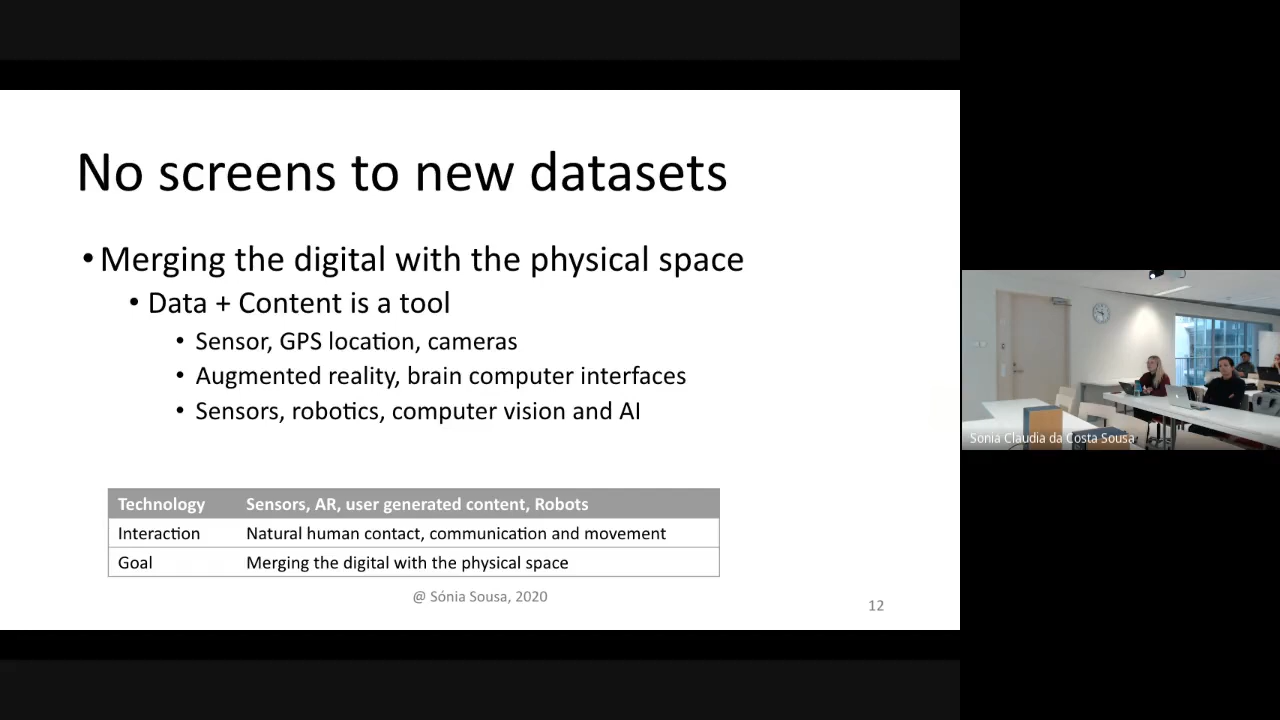 No screens to new datasets
• Merging the digital with the physical space
• Data + Content is a tool
• Sensor, GPS location, cameras
• Augmented reality, brain computer interfaces
• Sensors, robotics, computer vision and AI
Technology Sensors, AR, user generated content, Robots
Interaction Natural human contact, communication and movement
Goal Merging the digital with the physical space
@ Sónia Sousa, 2020
12
Sonia Claudia da Costa Sousa